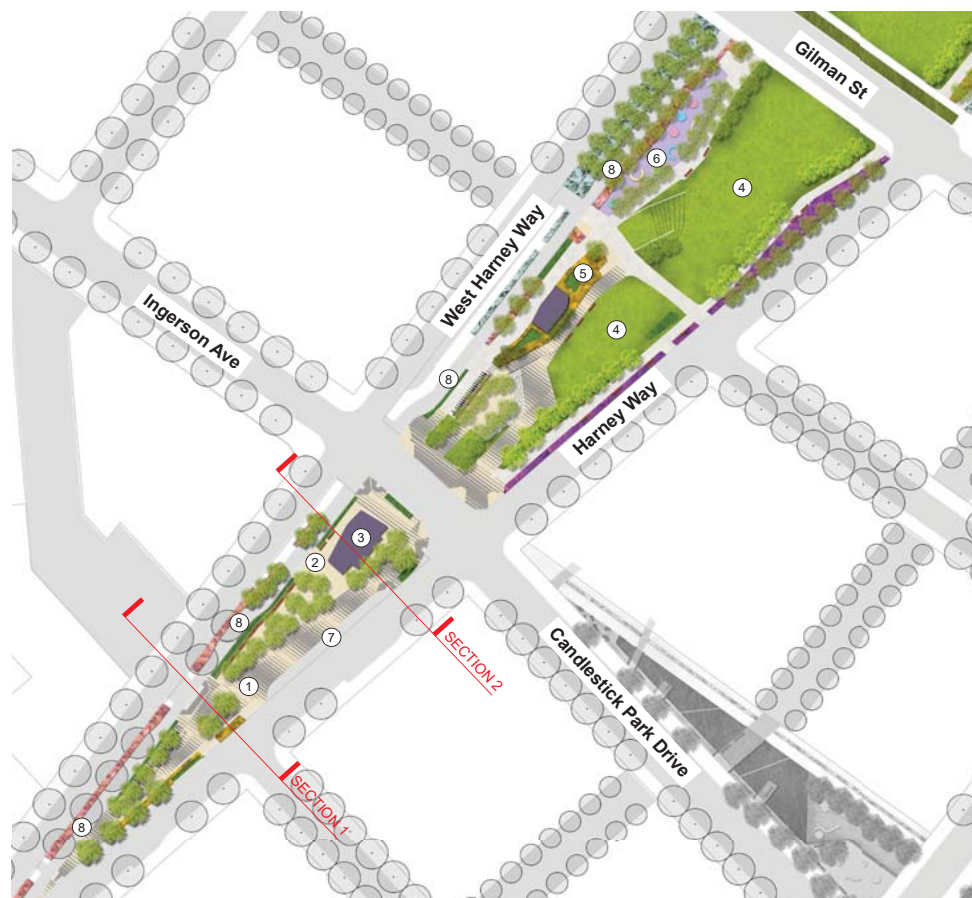 Gilman St
8
6
4
West Harney Way
5
Ingerson Ave
4
8
Harney Way
3
2
8
7
SECTION 2
1
Candlestick Park Drive
SECTION 1
8